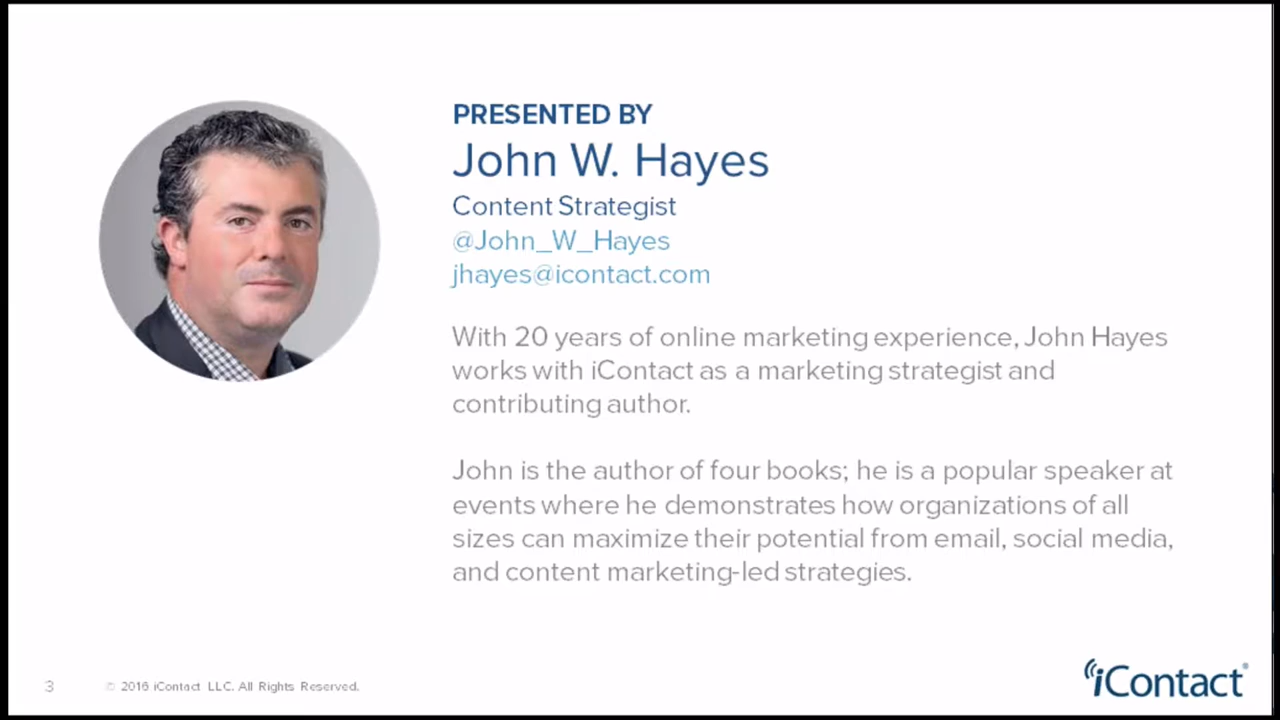 PRESENTED BY
John W. Hayes
Content Strategist
@John_W_Hayes
jhayes@icontact.com
With 20 years of online marketing experience, John Hayes
works with iContact as a marketing strategist and
contributing author.
John is the author of four books; he is a popular speaker at
events where he demonstrates how organizations of all
sizes can maximize their potential from email, social media,
and content marketing-led strategies.
3 © 2016 iContact LLC. All Rights Reserved.
iContact®